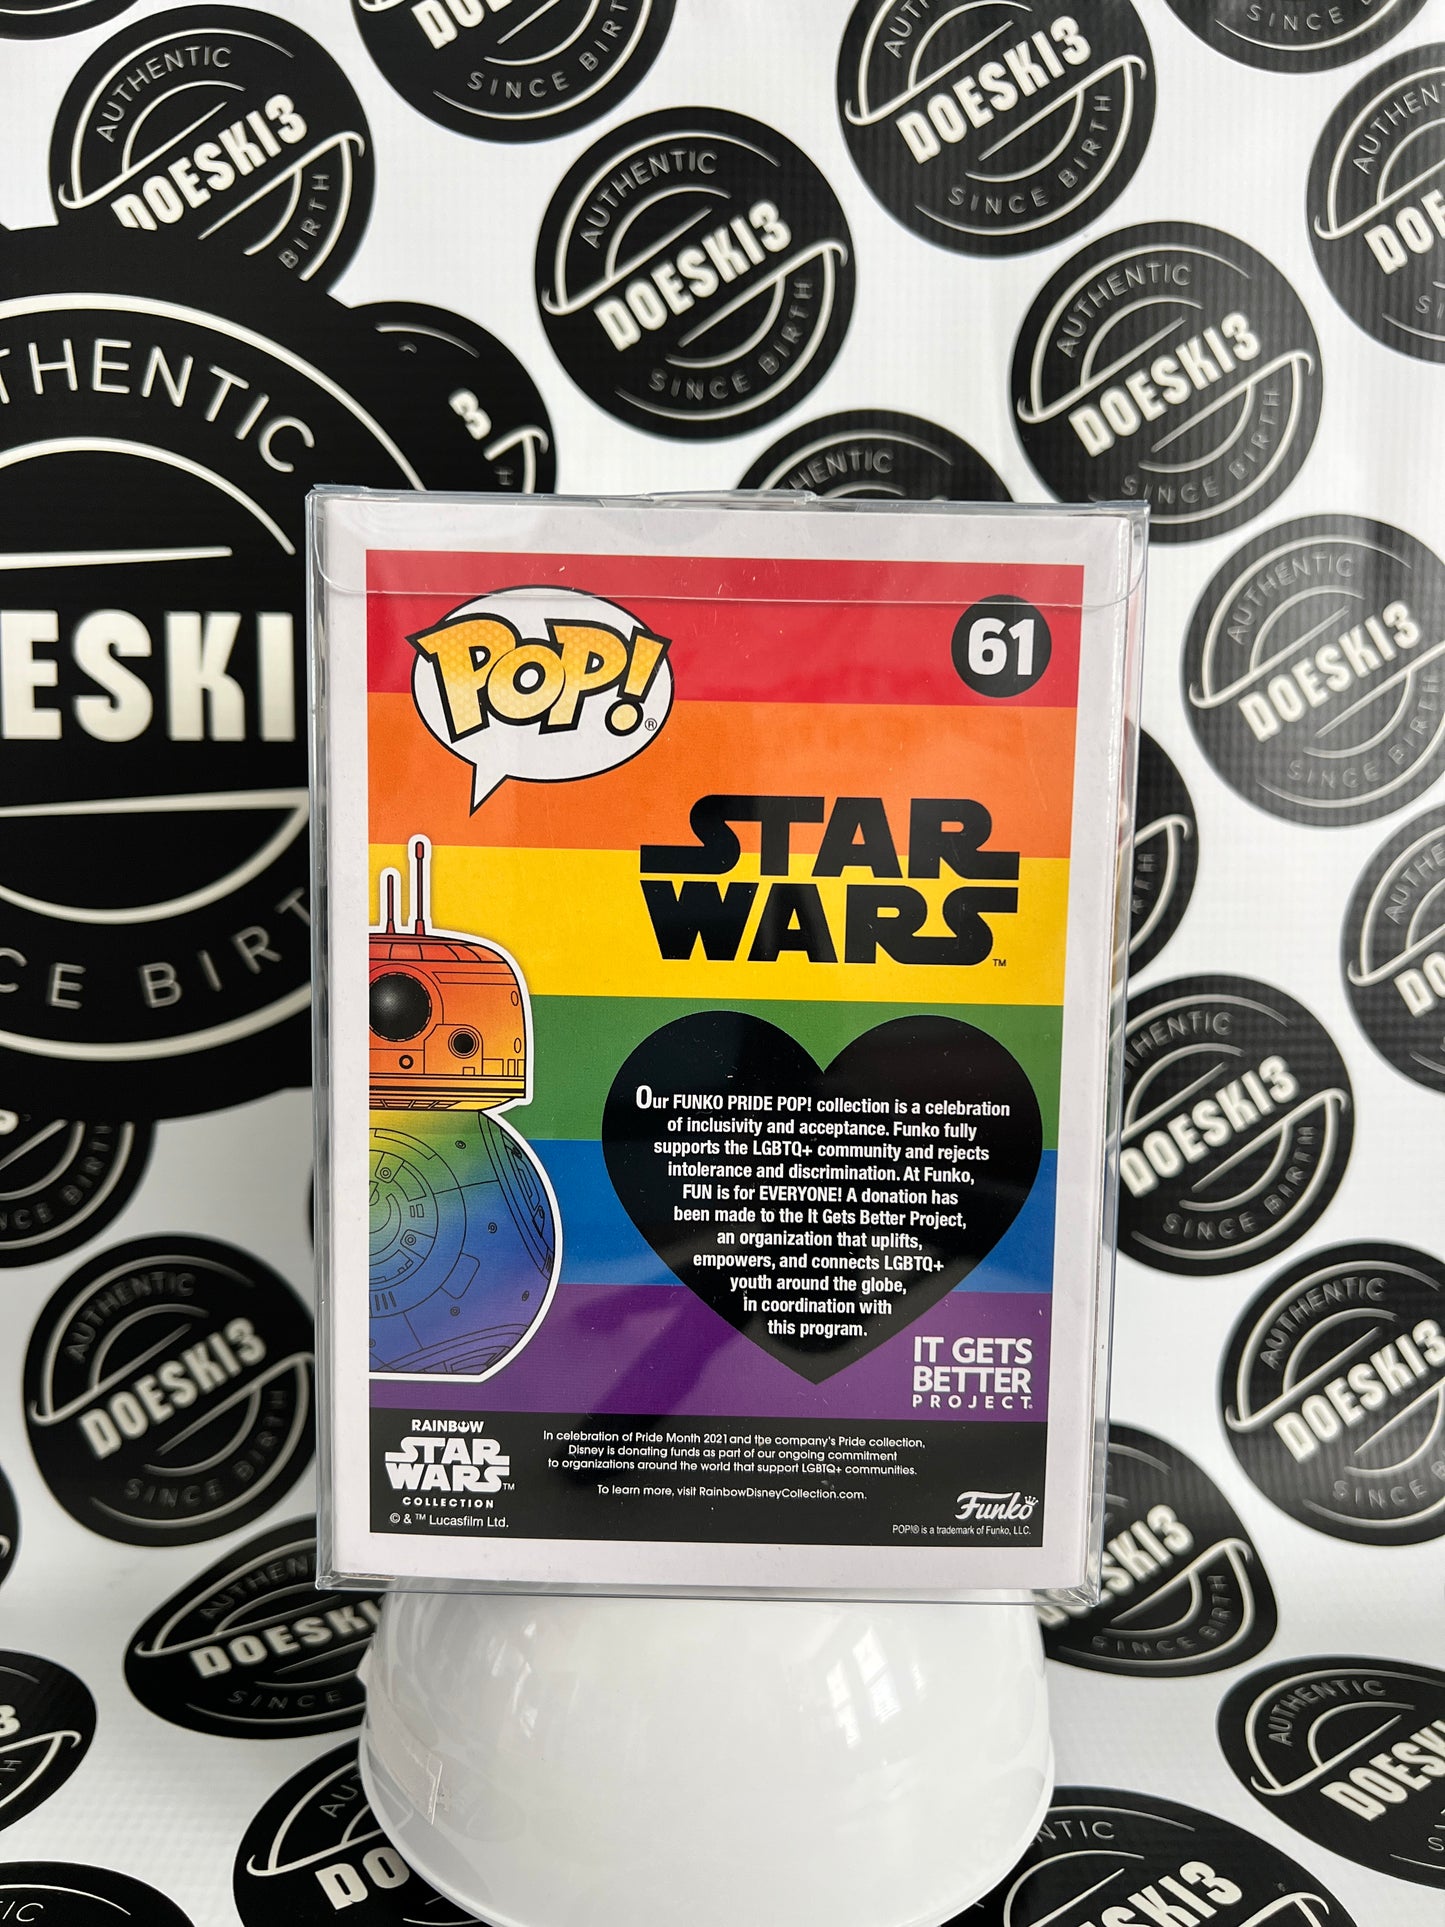 AUTHENTIC
DOESKI3
SINCE BIRTH
POP!®
61
STAR
WARS™
Our FUNKO PRIDE POP! collection is a celebration
of inclusivity and acceptance. Funko fully
supports the LGBTQ+ community and rejects
intolerance and discrimination. At Funko,
FUN is for EVERYONE! A donation has
been made to the It Gets Better Project,
an organization that uplifts,
empowers, and connects LGBTQ+
youth around the globe,
in coordination with
this program.
IT GETS
BETTER
PROJECT
RAINBOW
STAR
WARS™
COLLECTION
© & ™ Lucasfilm Ltd.
In celebration of Pride Month 2021 and the company's Pride collection,
Disney is donating funds as part of our ongoing commitment
to organizations around the world that support LGBTQ+ communities.
To learn more, visit RainbowDisneyCollection.com.
Funko
POP!® is a trademark of Funko, LLC.